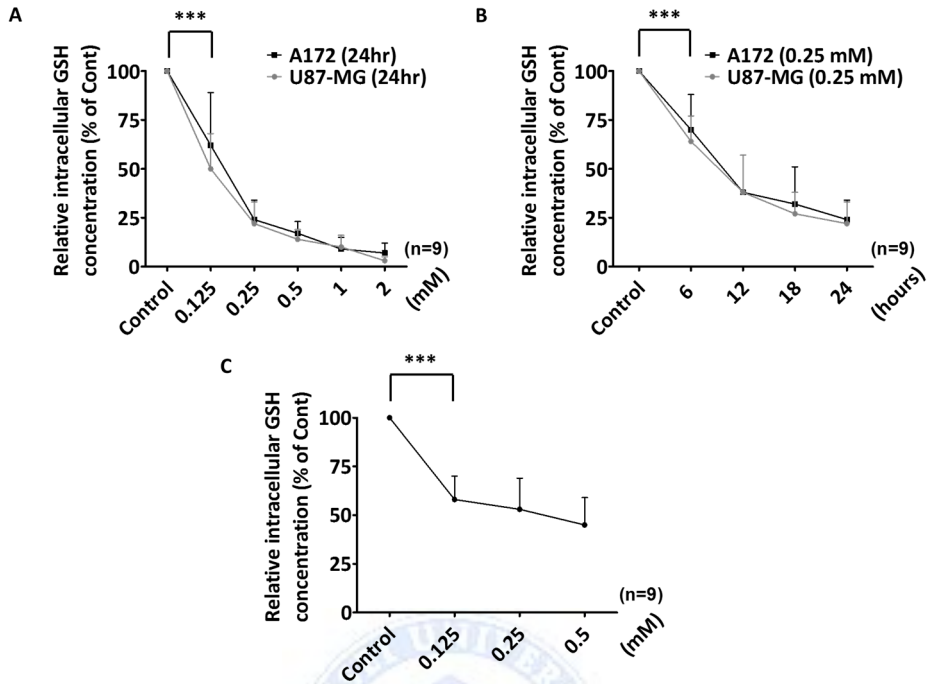 A
***
A172 (24hr)
U87-MG (24hr)
Relative intracellular GSH
concentration (% of Cont)
100
75
50
25
0
(n=9)
Control
0.125
0.25
0.5
1
2
(mM)
B
***
A172 (0.25 mM)
U87-MG (0.25 mM)
Relative intracellular GSH
concentration (% of Cont)
100
75
50
25
0
(n=9)
Control
6
12
18
24
(hours)
C
***
Relative intracellular GSH
concentration (% of Cont)
100
75
50
25
0
(n=9)
Control
0.125
0.25
0.5
(mM)